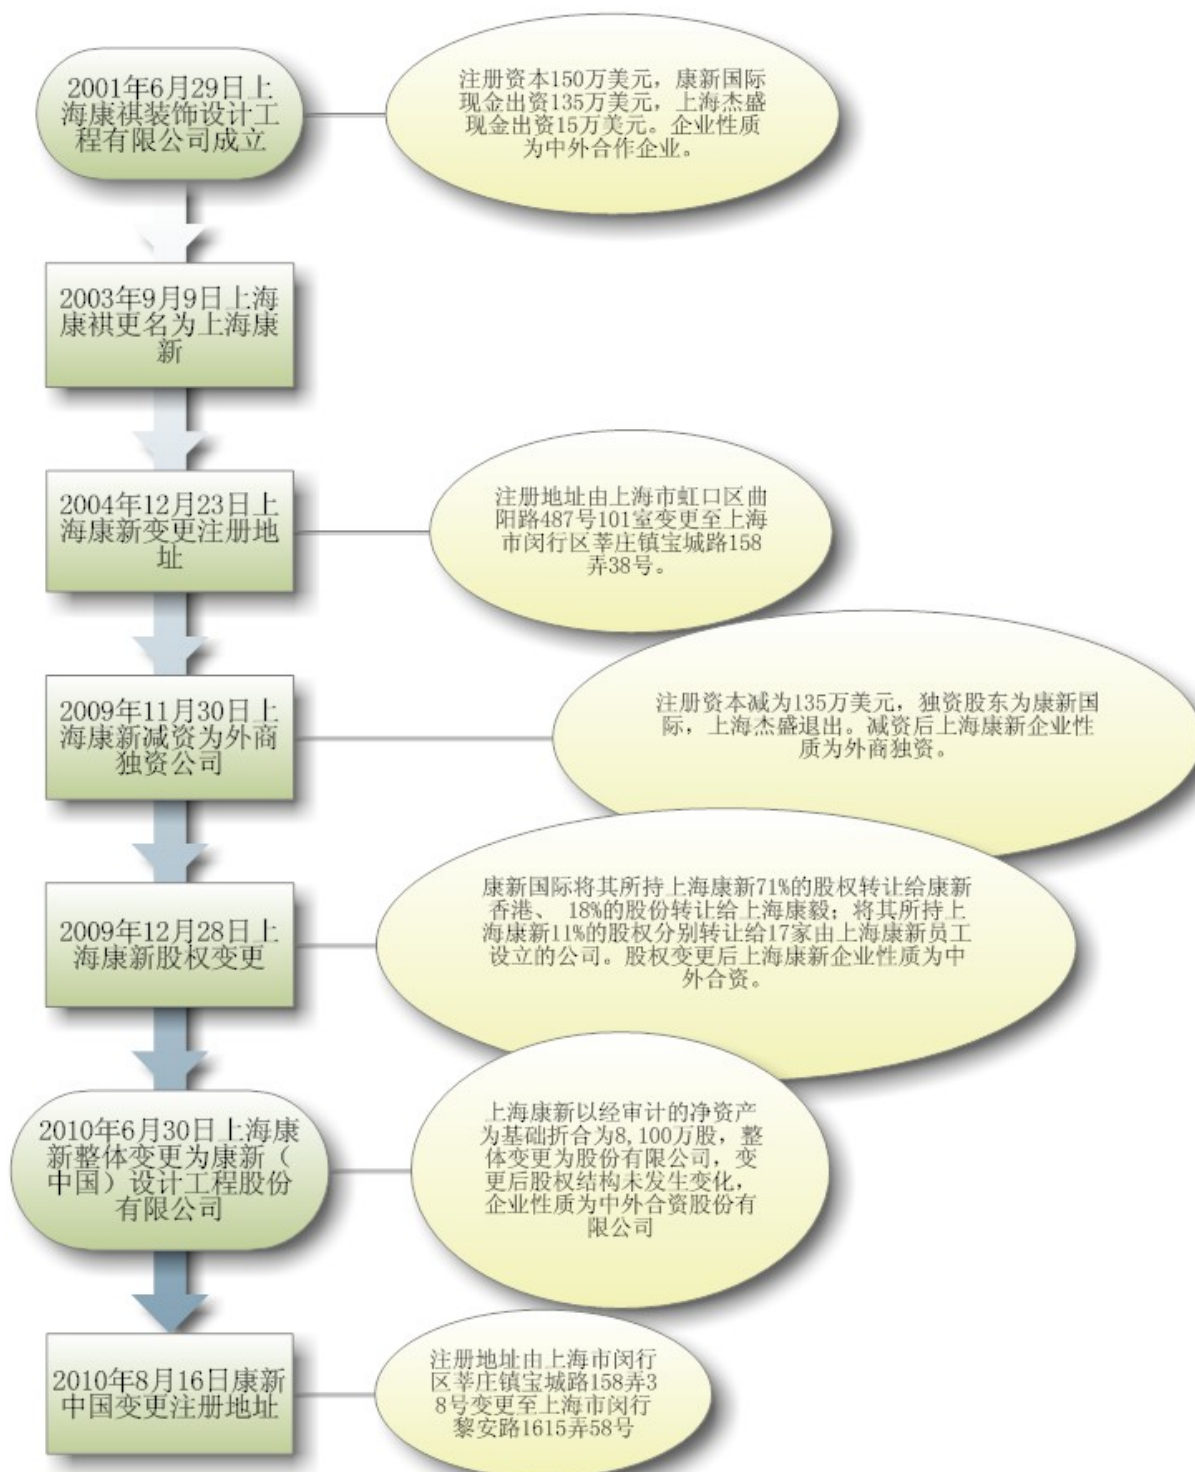 2001年6月29日上
海康祺装饰设计工
程有限公司成立
注册资本150万美元，康新国际
现金出资135万美元，上海杰盛
现金出资15万美元。企业性质
为中外合作企业。
2003年9月9日上海
康祺更名为上海康
新
2004年12月23日上
海康新变更注册地
址
注册地址由上海市虹口区曲
阳路487号101室变更至上海
市闵行区莘庄镇宝城路158
弄38号。
2009年11月30日上
海康新减资为外商
独资公司
注册资本减为135万美元，独资股东为康新国
际，上海杰盛退出。减资后上海康新企业性
质为外商独资。
2009年12月28日上
海康新股权变更
康新国际将其所持上海康新71%的股权转让给康新
香港、 18%的股份转让给上海康毅；将其所持上
海康新11%的股权分别转让给17家由上海康新员工
设立的公司。股权变更后上海康新企业性质为中
外合资。
2010年6月30日上海康
新整体变更为康新（
中国）设计工程股份
有限公司
上海康新以经审计的净资产
为基础折合为8,100万股，整
体变更为股份有限公司，变
更后股权结构未发生变化，
企业性质为中外合资股份有
限公司
2010年8月16日康新
中国变更注册地址
注册地址由上海市闵行
区莘庄镇宝城路158弄3
8号变更至上海市闵行
黎安路1615弄58号